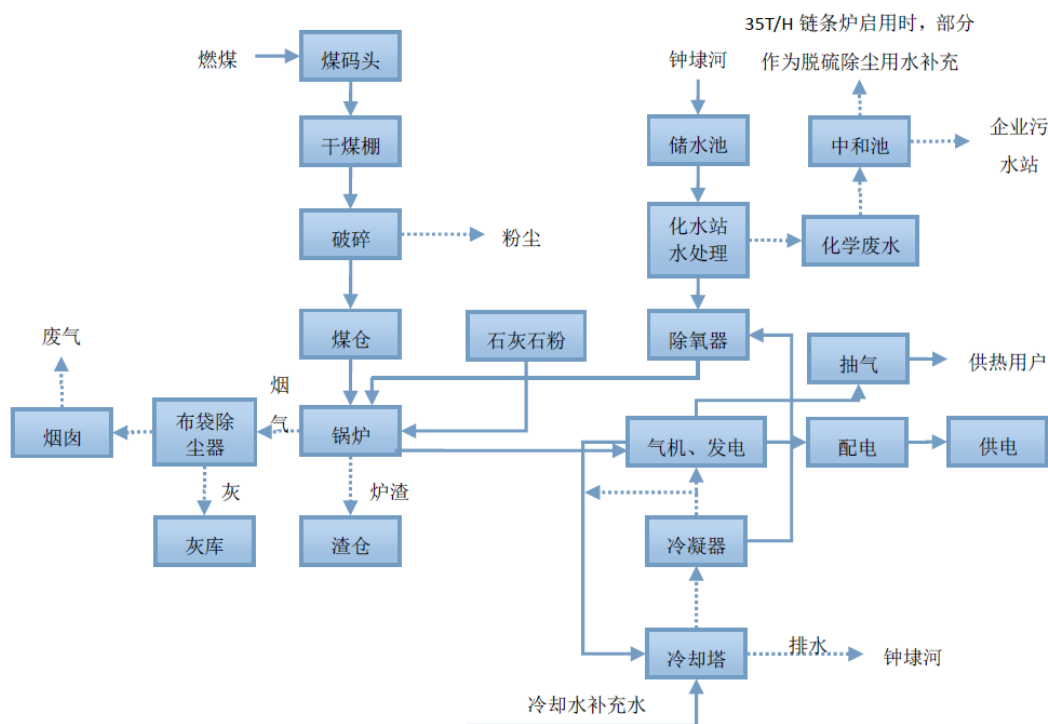 35T/H 链条炉启用时，部分
作为脱硫除尘用水补充
燃煤
煤码头
钟埭河
干煤棚
储水池
中和池
企业污
水站
破碎
粉尘
化水站
水处理
化学废水
废气
煤仓
石灰石粉
除氧器
抽气
供热用户
烟
气
烟囱
布袋除
尘器
锅炉
气机、发电
配电
供电
灰
炉渣
灰库
渣仓
冷凝器
冷却塔
排水
钟埭河
冷却水补充水